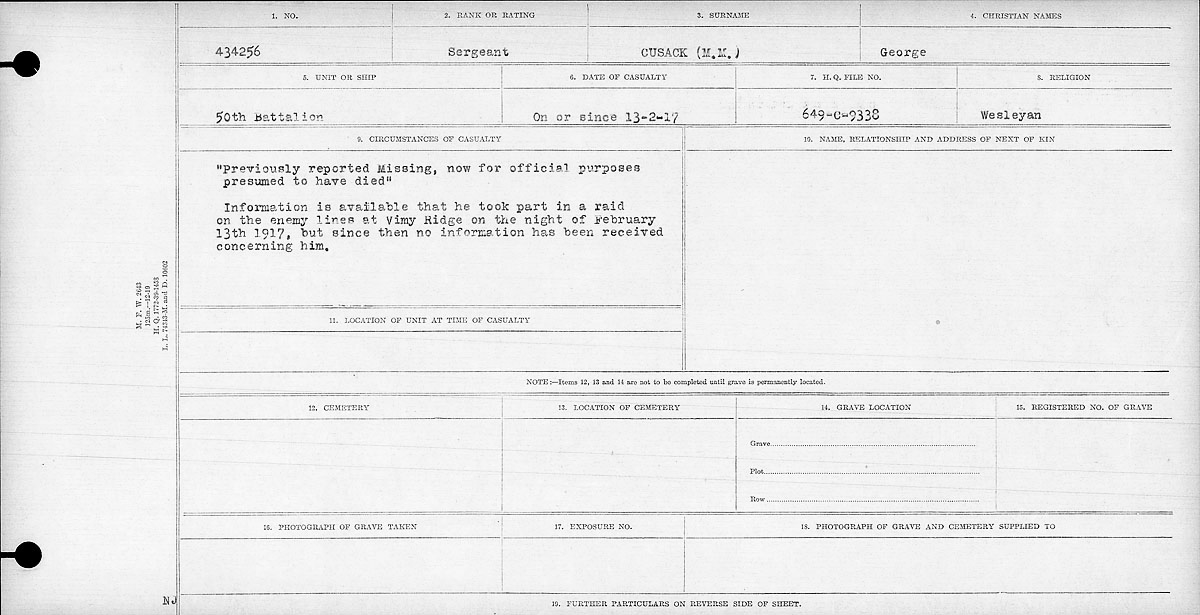 1. NO. 2. RANK OR RATING 3. SURNAME 4. CHRISTIAN NAMES
434256 Sergeant CUSACK (M.M.) George
5. UNIT OR SHIP 6. DATE OF CASUALTY 7. H.Q. FILE NO. 8. RELIGION
50th Battalion On or since 13-2-17 649-C-9338 Wesleyan
9. CIRCUMSTANCES OF CASUALTY 10. NAME, RELATIONSHIP AND ADDRESS OF NEXT OF KIN
"Previously reported Missing, now for official purposes
presumed to have died"
Information is available that he took part in a raid
on the enemy lines at Vimy Ridge on the night of February
13th 1917, but since then no information has been received
concerning him.
M. F. W. 2643
125m.—12-19
H. Q. 1772-39-1458
L. L. 74513-M. and D. 10002
11. LOCATION OF UNIT AT TIME OF CASUALTY
NOTE:—Items 12, 13 and 14 are not to be completed until grave is permanently located.
12. CEMETERY 13. LOCATION OF CEMETERY 14. GRAVE LOCATION 15. REGISTERED NO. OF GRAVE
Grave
Plot
Row
16. PHOTOGRAPH OF GRAVE TAKEN 17. EXPOSURE NO. 18. PHOTOGRAPH OF GRAVE AND CEMETERY SUPPLIED TO
NJ
19. FURTHER PARTICULARS ON REVERSE SIDE OF SHEET.